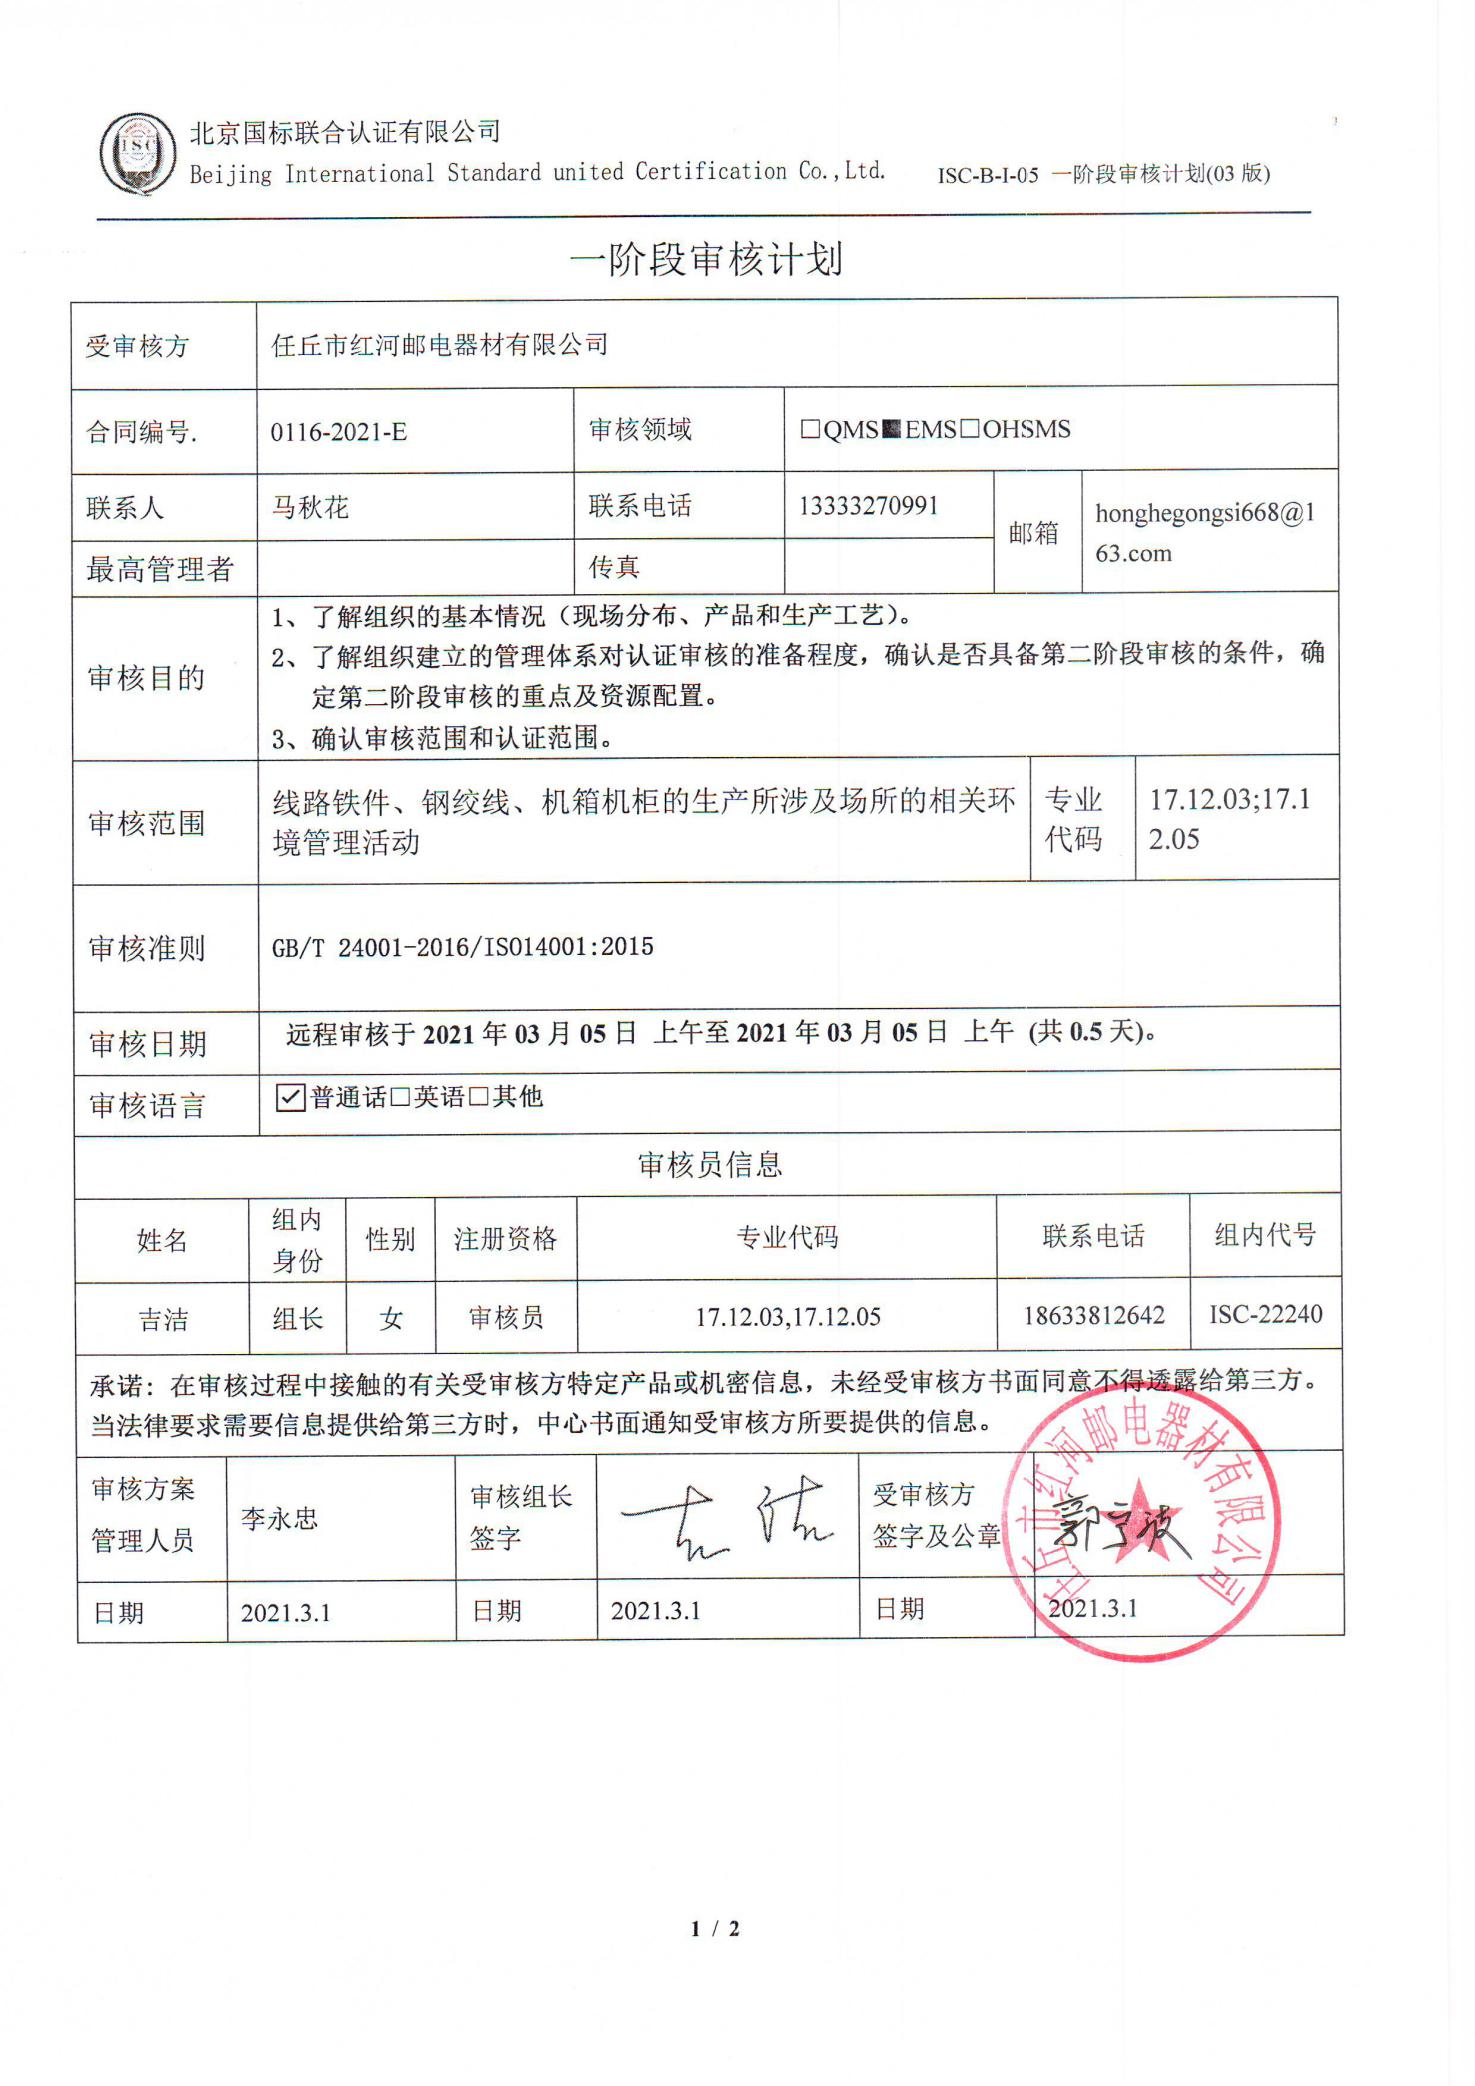 北京国标联合认证有限公司
Beijing International Standard united Certification Co.,Ltd. ISC-B-I-05 一阶段审核计划(03 版)
ISC
一阶段审核计划
受审核方 任丘市红河邮电器材有限公司
合同编号. 0116-2021-E 审核领域 □QMS■EMS□OHSMS
联系人 马秋花 联系电话 13333270991 邮箱 honghegongsi668@1
63.com
最高管理者 传真
审核目的 1、了解组织的基本情况（现场分布、产品和生产工艺）。
2、了解组织建立的管理体系对认证审核的准备程度，确认是否具备第二阶段审核的条件，确
定第二阶段审核的重点及资源配置。
3、确认审核范围和认证范围。
审核范围 线路铁件、钢绞线、机箱机柜的生产所涉及场所的相关环
境管理活动
专业
代码
17.12.03;17.1
2.05
审核准则 GB/T 24001-2016/ISO14001:2015
审核日期 远程审核于 2021 年 03 月 05 日 上午至 2021 年 03 月 05 日 上午 (共 0.5 天)。
审核语言 ☑普通话□英语□其他
审核员信息
姓名 组内
身份 性别 注册资格 专业代码 联系电话 组内代号
吉洁 组长 女 审核员 17.12.03,17.12.05 18633812642 ISC-22240
承诺：在审核过程中接触的有关受审核方特定产品或机密信息，未经受审核方书面同意不得透露给第三方。
当法律要求需要信息提供给第三方时，中心书面通知受审核方所要提供的信息。
审核方案
管理人员 李永忠 审核组长
签字 吉洁 受审核方
签字及公章
任丘市红河邮电器材有限公司
日期 2021.3.1 日期 2021.3.1 日期 2021.3.1
1 / 2